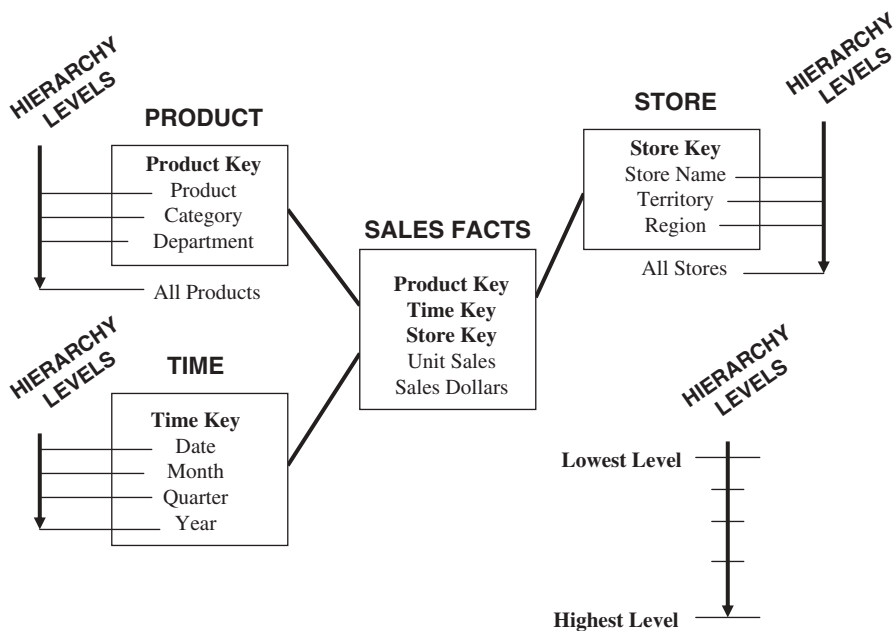 HIERARCHY
LEVELS
PRODUCT
Product Key
Product
Category
Department
All Products
HIERARCHY
LEVELS
TIME
Time Key
Date
Month
Quarter
Year
SALES FACTS
Product Key
Time Key
Store Key
Unit Sales
Sales Dollars
STORE
Store Key
Store Name
Territory
Region
All Stores
HIERARCHY
LEVELS
HIERARCHY
LEVELS
Lowest Level
Highest Level